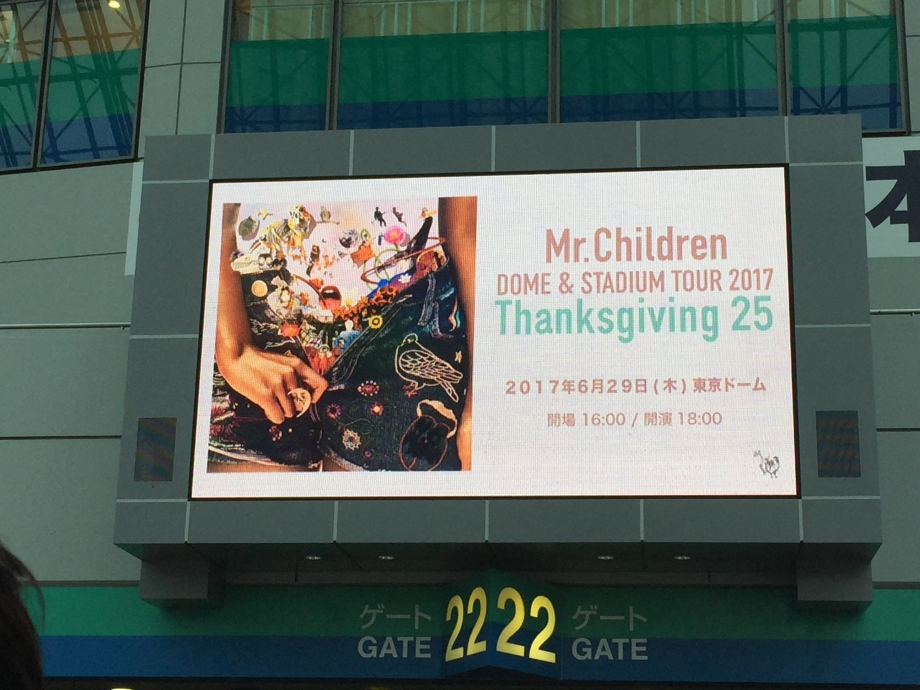 Mr.Children
DOME & STADIUM TOUR 2017
Thanksgiving 25
2017年6月29日(木) 東京ドーム
開場 16:00 / 開演 18:00
本
ゲート 22 22 ゲート
GATE GATE